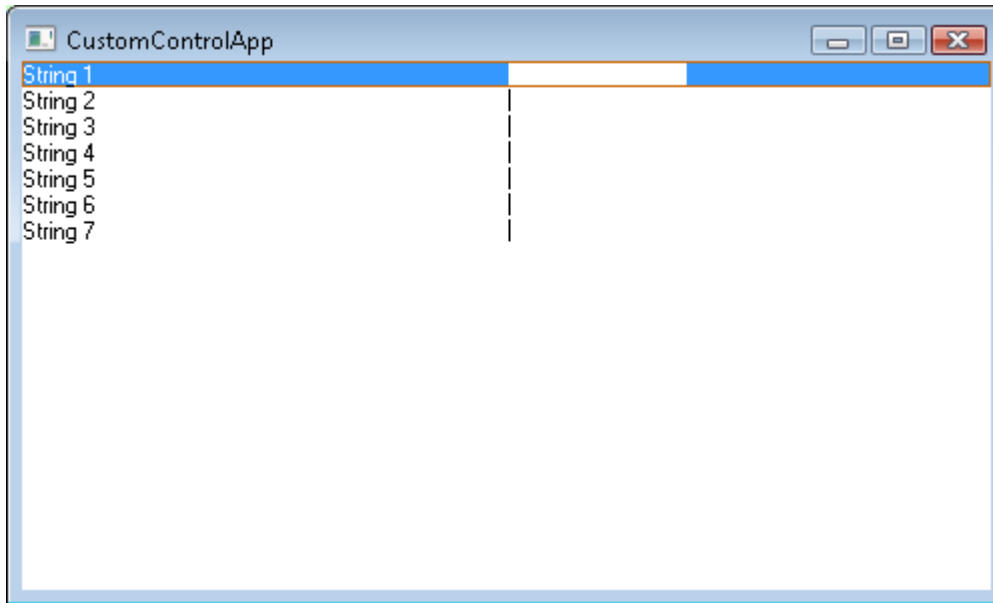 CustomControlApp
String 1
String 2
String 3
String 4
String 5
String 6
String 7